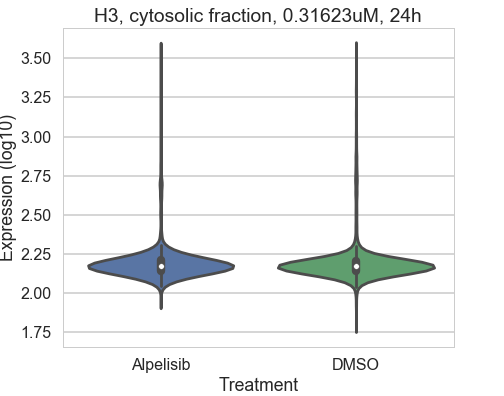 H3, cytosolic fraction, 0.31623uM, 24h
Expression (log10)
3.50
3.25
3.00
2.75
2.50
2.25
2.00
1.75
Alpelisib
DMSO
Treatment